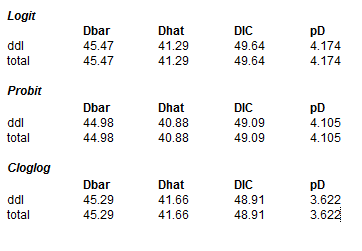 Logit
Dbar Dhat DIC pD
ddl 45.47 41.29 49.64 4.174
total 45.47 41.29 49.64 4.174
Probit
Dbar Dhat DIC pD
ddl 44.98 40.88 49.09 4.105
total 44.98 40.88 49.09 4.105
Cloglog
Dbar Dhat DIC pD
ddl 45.29 41.66 48.91 3.622
total 45.29 41.66 48.91 3.622